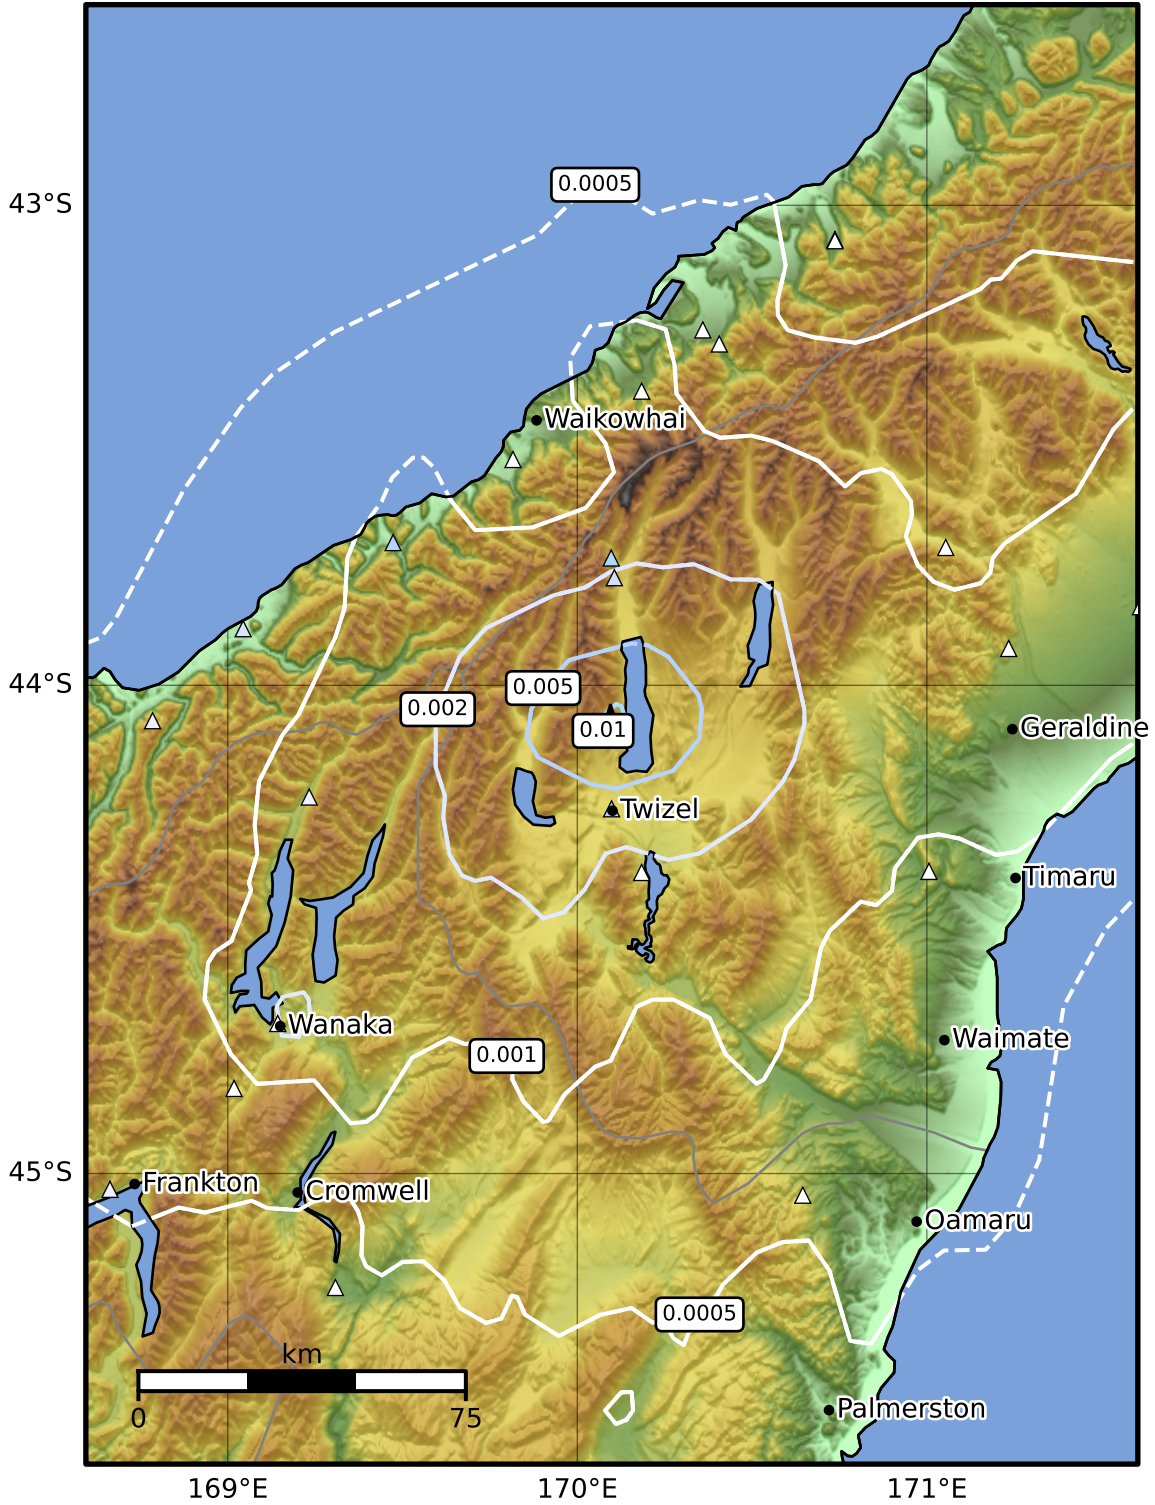 0.0005
43°S
Waikowhai
44°S
0.005
0.002
0.01
Geraldine
Twizel
Timaru
Wanaka
Waimate
0.001
45°S
Frankton
Cromwell
Oamaru
0.0005
km
0
75
Palmerston
169°E
170°E
171°E